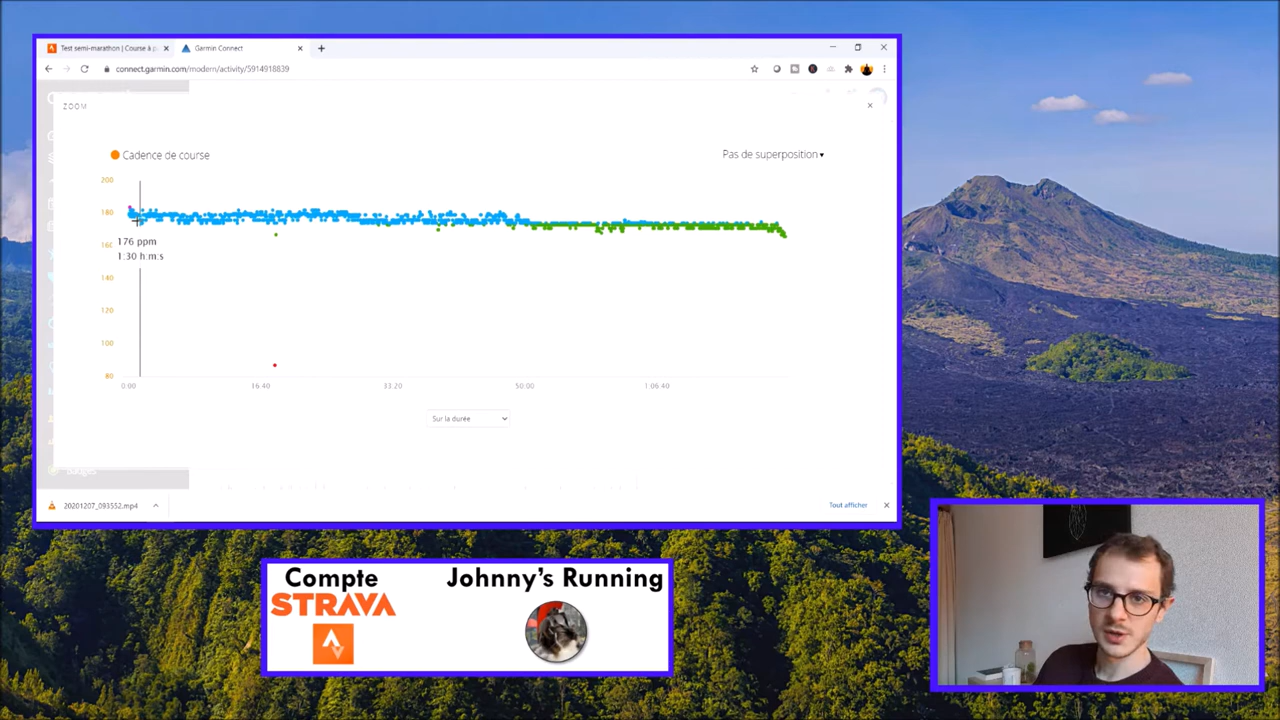 Test semi-marathon | Course à p
Garmin Connect
connect.garmin.com/modern/activity/5914918839
ZOOM
Cadence de course
Pas de superposition
200
180
160
140
120
100
80
176 ppm
1:30 h:m:s
0:00
16:40
33:20
50:00
1:06:40
Sur la durée
20201207_093552.mp4
Tout afficher
Compte
STRAVA
Johnny's Running